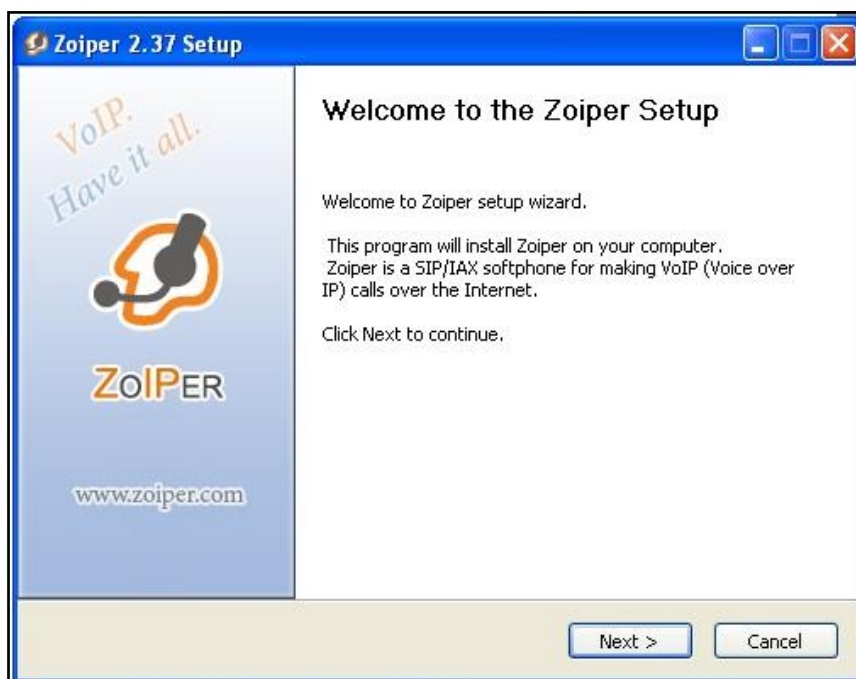 Zoiper 2.37 Setup
VoIP.
Have it all.
ZOIPER
www.zoiper.com
Welcome to the Zoiper Setup
Welcome to Zoiper setup wizard.
This program will install Zoiper on your computer.
Zoiper is a SIP/IAX softphone for making VoIP (Voice over
IP) calls over the Internet.
Click Next to continue.
Next >
Cancel